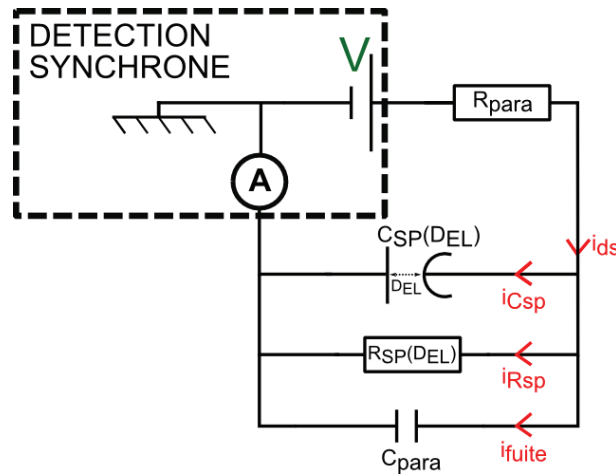 DETECTION
SYNCHRONE
V
Rpara
A
CSP(DEL)
ids
DEL
iCsp
RSP(DEL)
iRsp
Cpara
ifuite